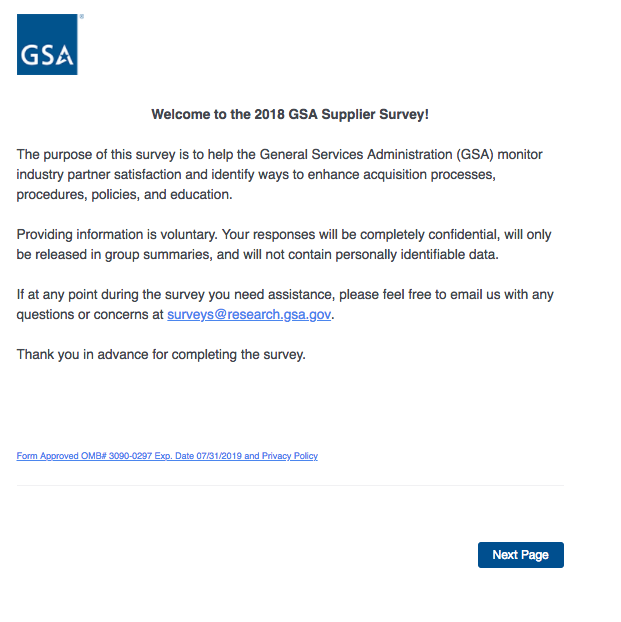 GSA
Welcome to the 2018 GSA Supplier Survey!
The purpose of this survey is to help the General Services Administration (GSA) monitor
industry partner satisfaction and identify ways to enhance acquisition processes,
procedures, policies, and education.
Providing information is voluntary. Your responses will be completely confidential, will only
be released in group summaries, and will not contain personally identifiable data.
If at any point during the survey you need assistance, please feel free to email us with any
questions or concerns at surveys@research.gsa.gov.
Thank you in advance for completing the survey.
Form Approved OMB# 3090-0297 Exp. Date 07/31/2019 and Privacy Policy
Next Page